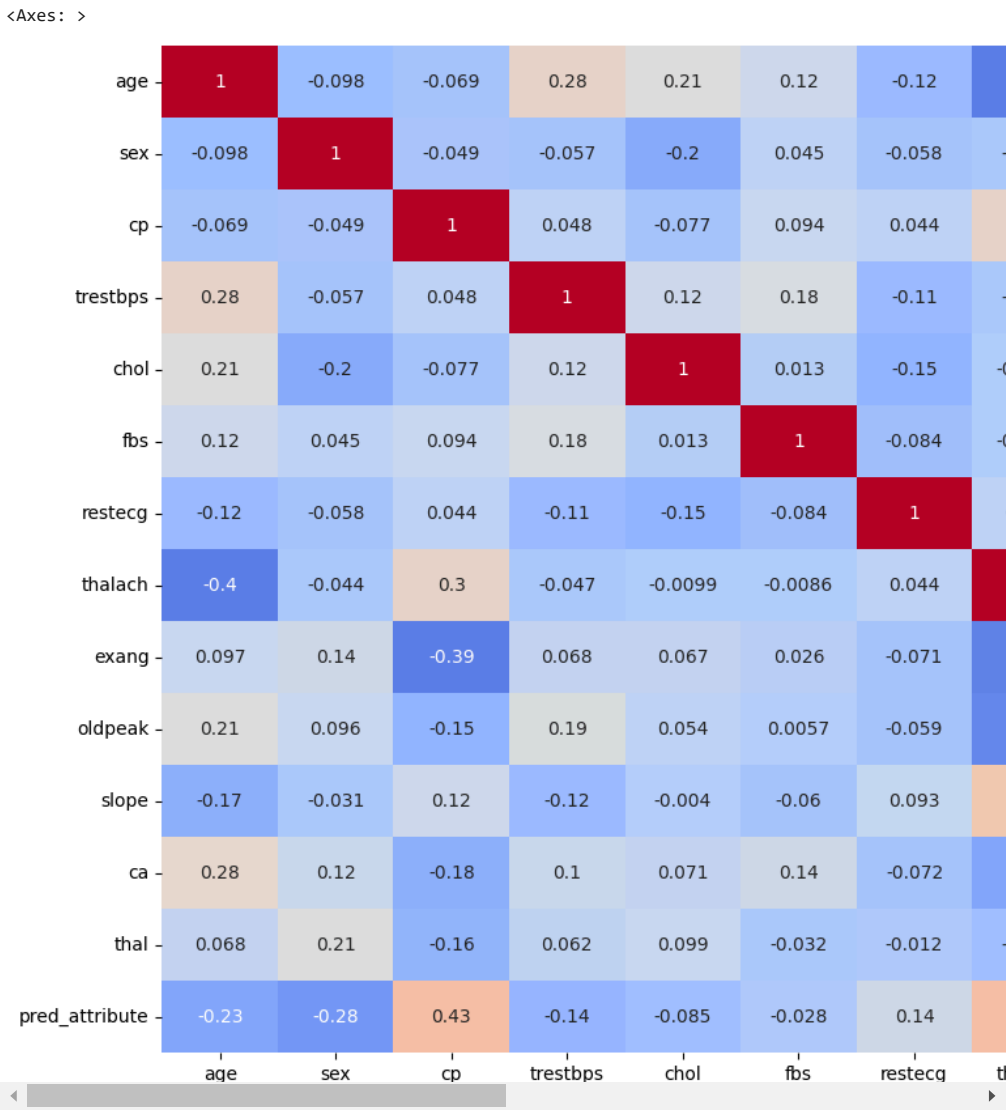 <Axes: >
age 1 -0.098 -0.069 0.28 0.21 0.12 -0.12
sex -0.098 1 -0.049 -0.057 -0.2 0.045 -0.058
cp -0.069 -0.049 1 0.048 -0.077 0.094 0.044
trestbps 0.28 -0.057 0.048 1 0.12 0.18 -0.11
chol 0.21 -0.2 -0.077 0.12 1 0.013 -0.15
fbs 0.12 0.045 0.094 0.18 0.013 1 -0.084
restecg -0.12 -0.058 0.044 -0.11 -0.15 -0.084 1
thalach -0.4 -0.044 0.3 -0.047 -0.0099 -0.0086 0.044
exang 0.097 0.14 -0.39 0.068 0.067 0.026 -0.071
oldpeak 0.21 0.096 -0.15 0.19 0.054 0.0057 -0.059
slope -0.17 -0.031 0.12 -0.12 -0.004 -0.06 0.093
ca 0.28 0.12 -0.18 0.1 0.071 0.14 -0.072
thal 0.068 0.21 -0.16 0.062 0.099 -0.032 -0.012
pred_attribute -0.23 -0.28 0.43 -0.14 -0.085 -0.028 0.14
age sex cp trestbps chol fbs restecg